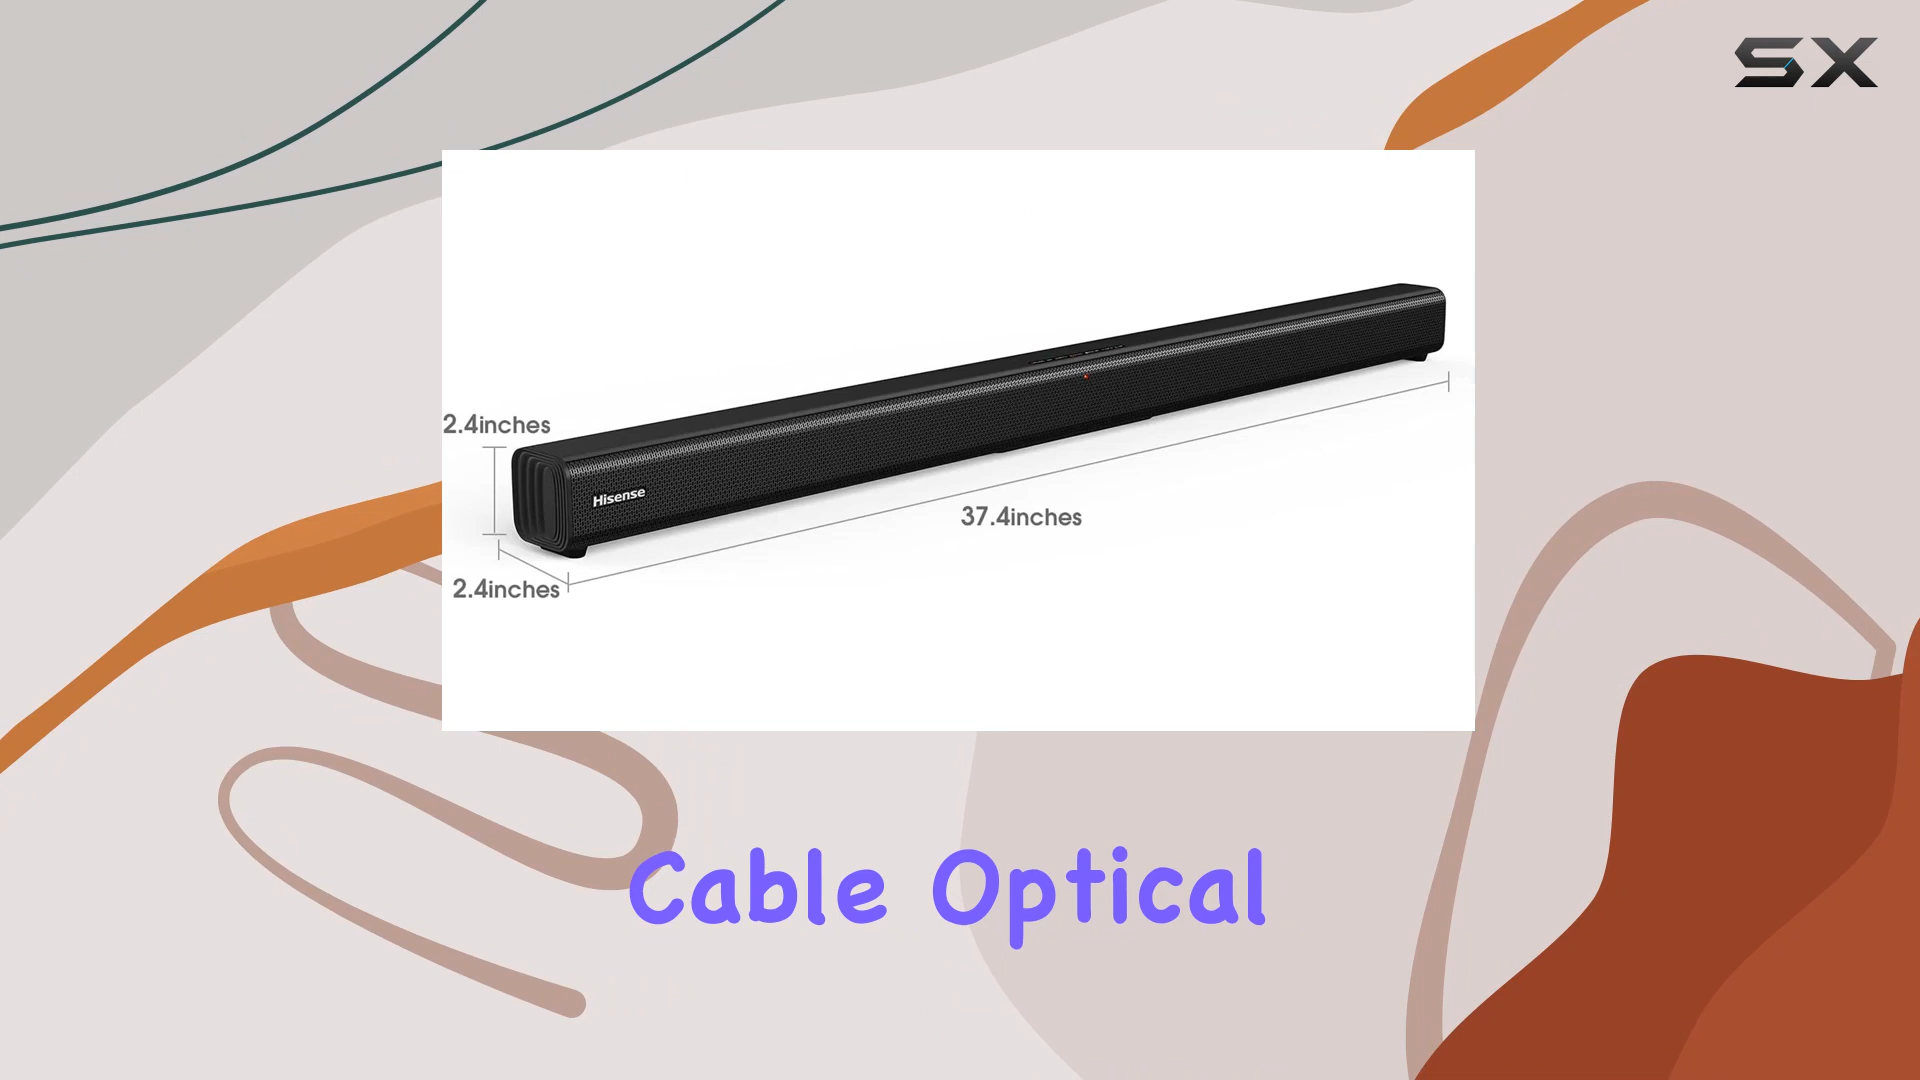 SX
2.4inches
Hisense
37.4inches
2.4inches
Cable Optical